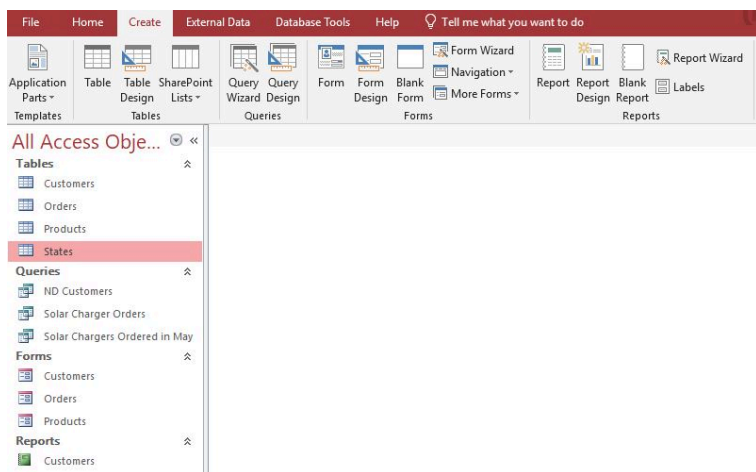 File Home Create External Data Database Tools Help Tell me what you want to do
Application Parts
Table
Table Design
SharePoint Lists
Query Wizard
Query Design
Form
Form Design
Blank Form
Form Wizard
Navigation
More Forms
Report
Report Design
Blank Report
Report Wizard
Labels
Templates Tables Queries Forms Reports
All Access Obje...
Tables
Customers
Orders
Products
States
Queries
ND Customers
Solar Charger Orders
Solar Chargers Ordered in May
Forms
Customers
Orders
Products
Reports
Customers